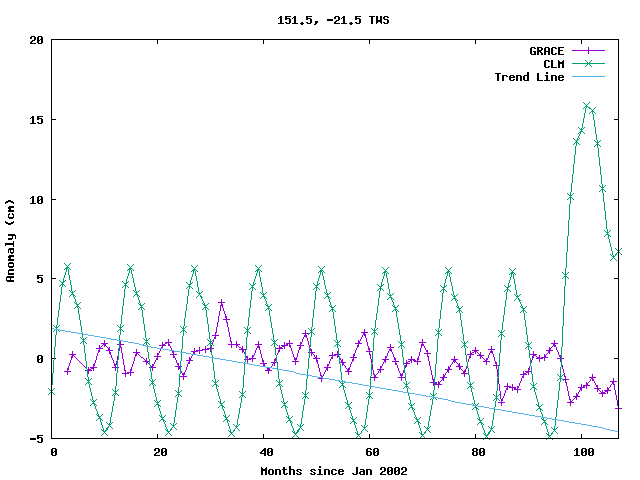 151.5, -21.5 TWS
GRACE
CLM
Trend Line
20
15
10
5
0
-5
Anomaly (cm)
0 20 40 60 80 100
Months since Jan 2002